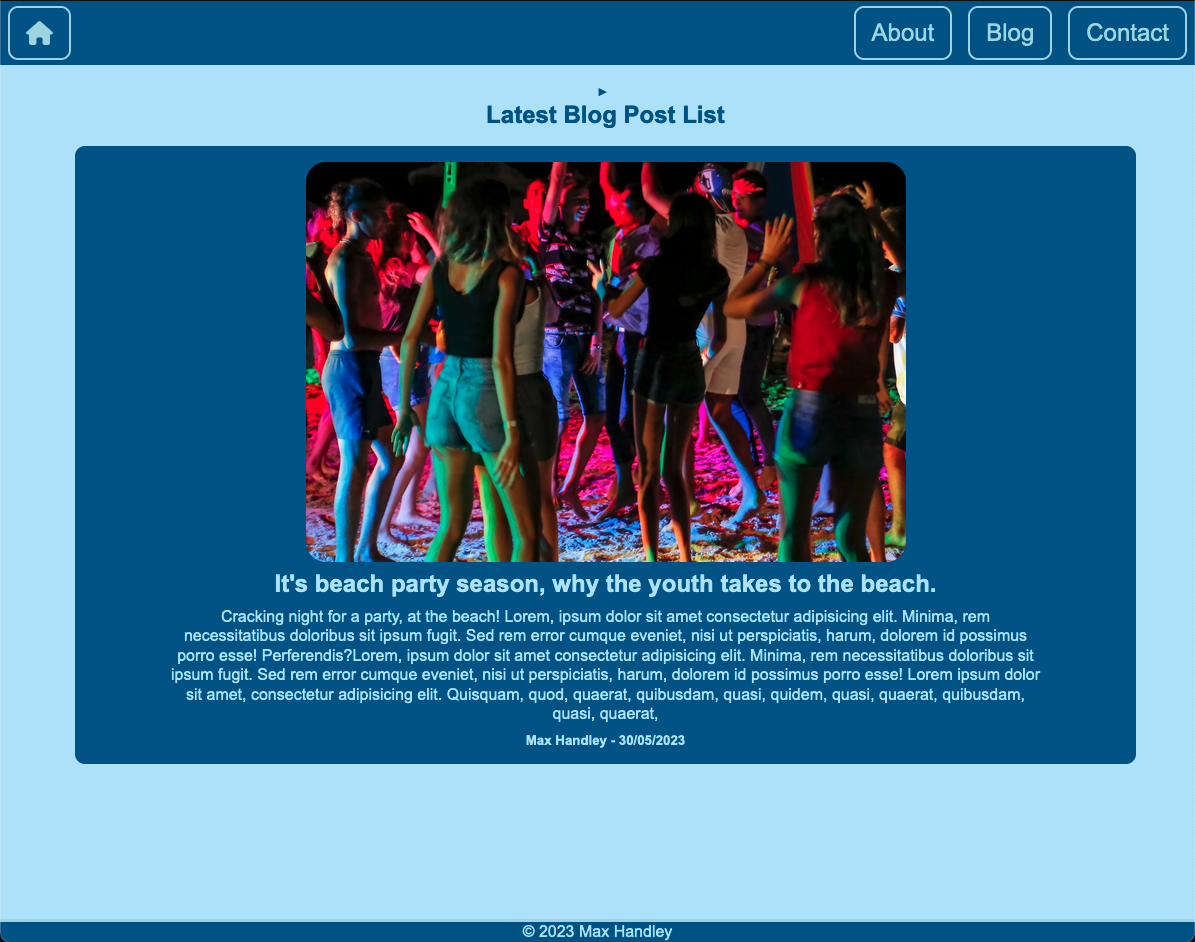 About Blog Contact
Latest Blog Post List
It's beach party season, why the youth takes to the beach.
Cracking night for a party, at the beach! Lorem, ipsum dolor sit amet consectetur adipisicing elit. Minima, rem
necessitatibus doloribus sit ipsum fugit. Sed rem error cumque eveniet, nisi ut perspiciatis, harum, dolorem id possimus
porro esse! Perferendis?Lorem, ipsum dolor sit amet consectetur adipisicing elit. Minima, rem necessitatibus doloribus sit
ipsum fugit. Sed rem error cumque eveniet, nisi ut perspiciatis, harum, dolorem id possimus porro esse! Lorem ipsum dolor
sit amet, consectetur adipisicing elit. Quisquam, quod, quaerat, quibusdam, quasi, quidem, quasi, quaerat, quibusdam,
quasi, quaerat,
Max Handley - 30/05/2023
© 2023 Max Handley